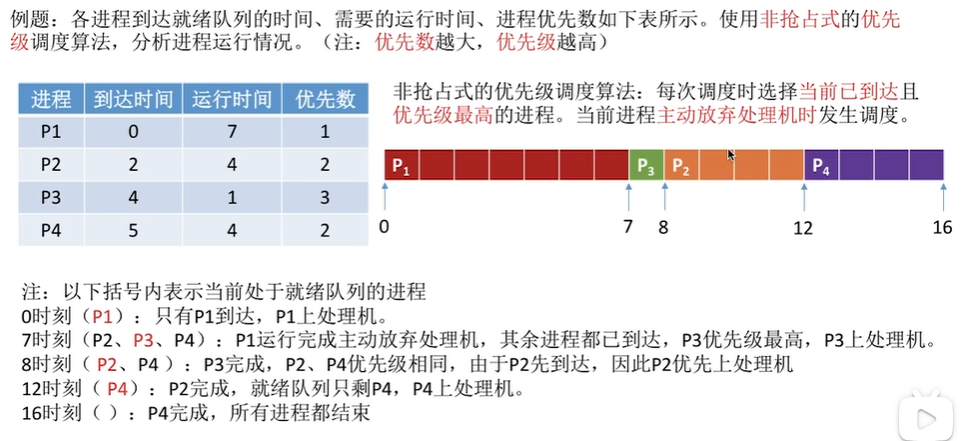 例题：各进程到达就绪队列的时间、需要的运行时间、进程优先数如下表所示。使用非抢占式的优先
级调度算法，分析进程运行情况。（注：优先数越大，优先级越高）
进程 到达时间 运行时间 优先数
P1 0 7 1
P2 2 4 2
P3 4 1 3
P4 5 4 2
非抢占式的优先级调度算法：每次调度时选择当前已到达且
优先级最高的进程。当前进程主动放弃处理机时发生调度。
P1 P3 P2 P4
0 7 8 12 16
注：以下括号内表示当前处于就绪队列的进程
0时刻（P1）：只有P1到达，P1上处理机。
7时刻（P2、P3、P4）：P1运行完成主动放弃处理机，其余进程都已到达，P3优先级最高，P3上处理机。
8时刻（ P2、P4 ）：P3完成，P2、P4优先级相同，由于P2先到达，因此P2优先上处理机
12时刻（ P4）：P2完成，就绪队列只剩P4，P4上处理机。
16时刻（ ）：P4完成，所有进程都结束